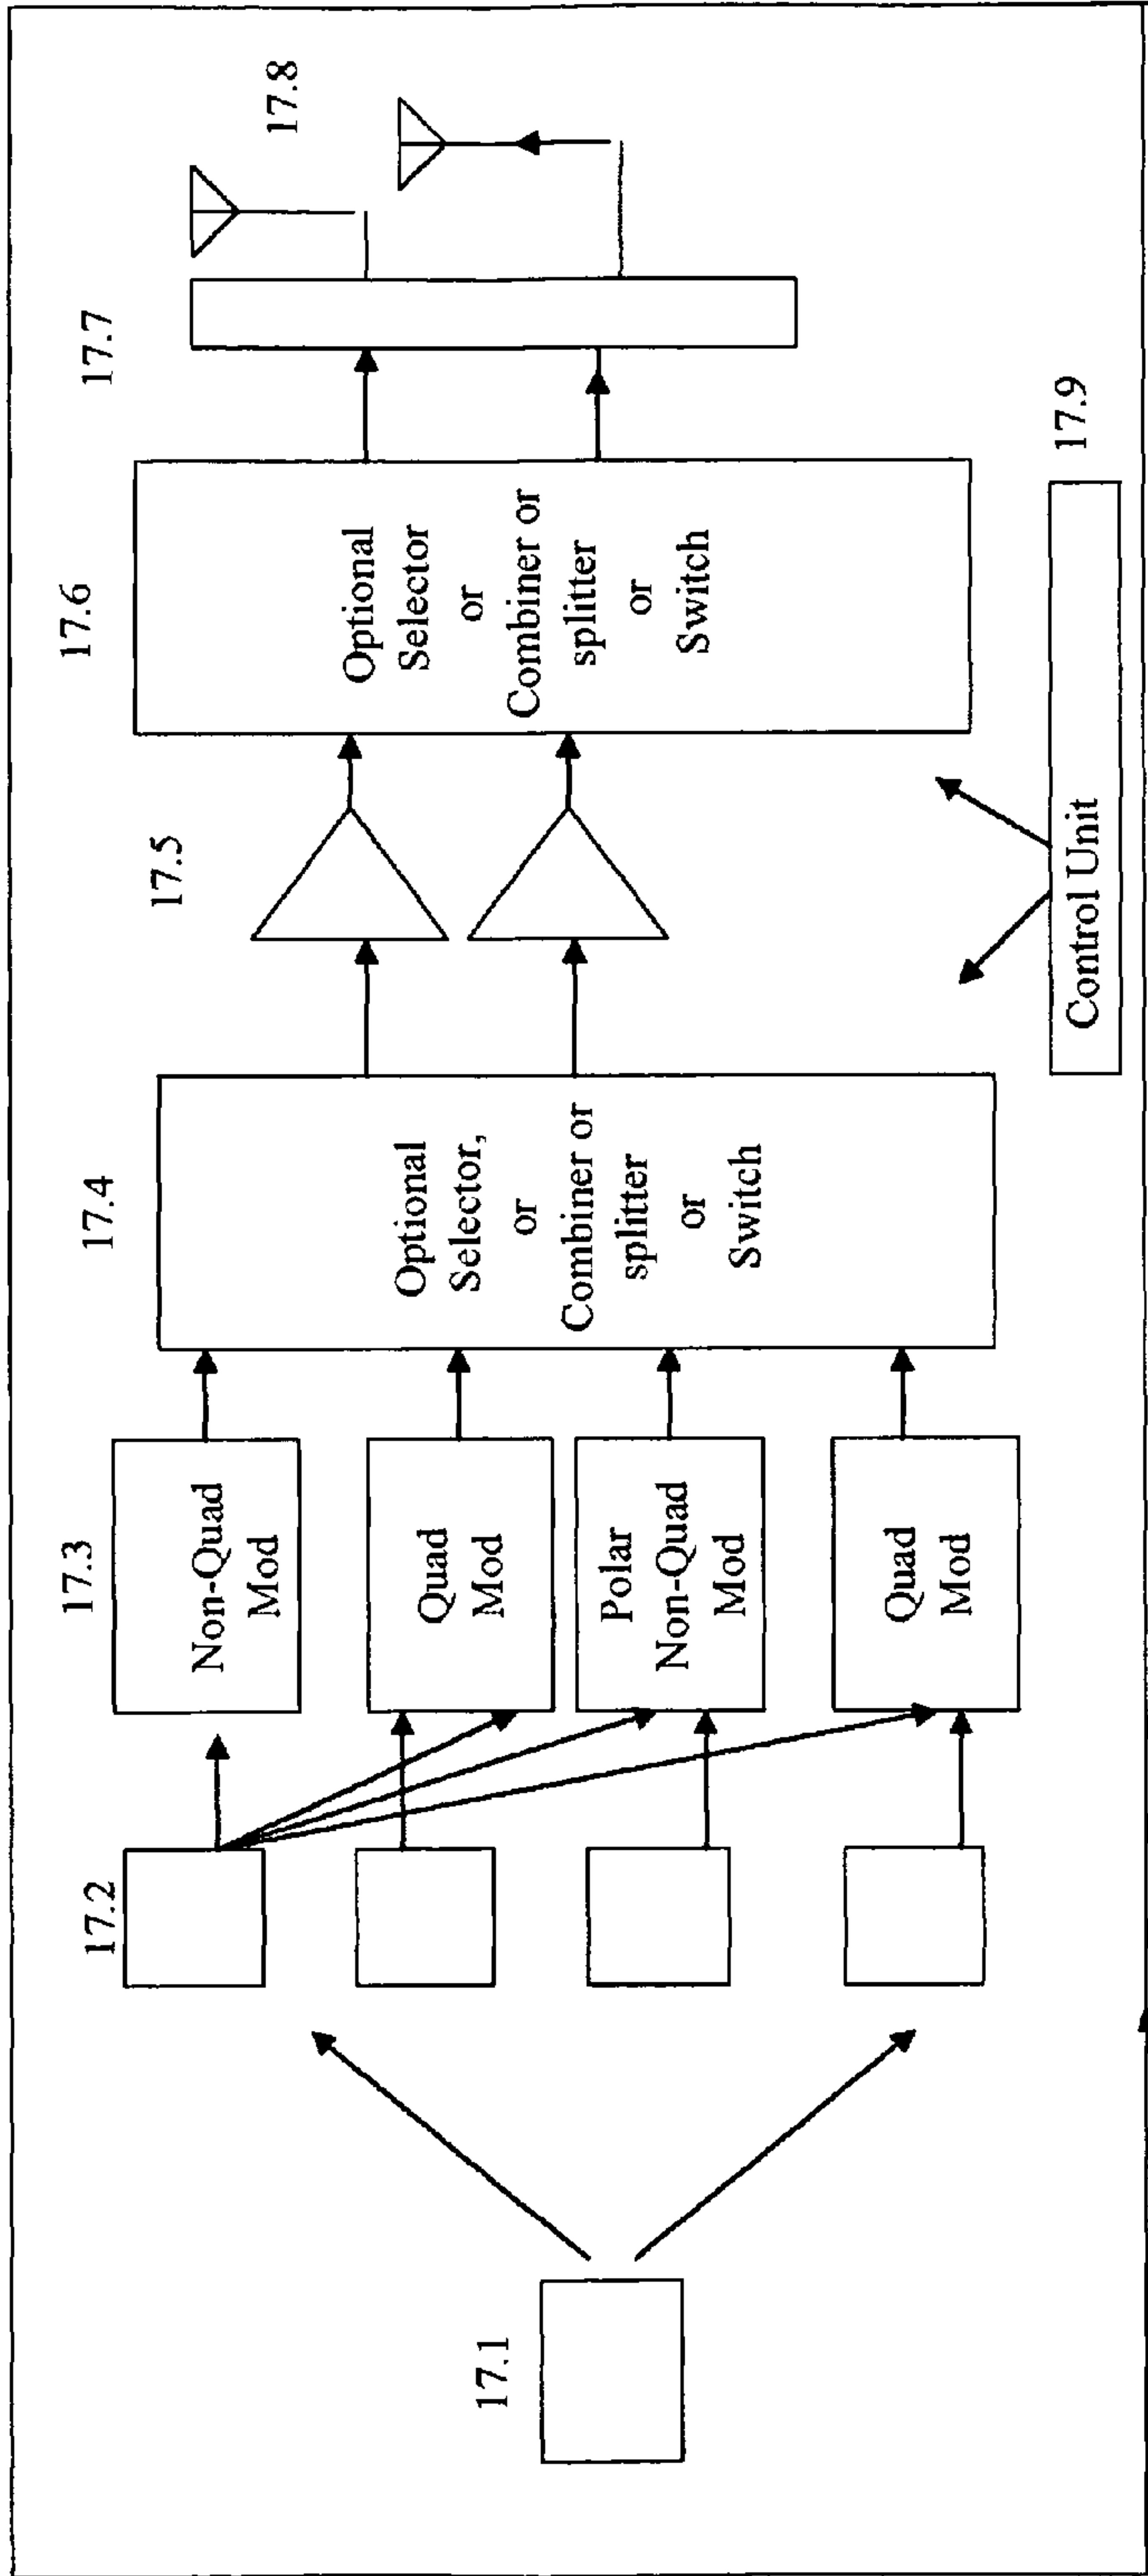 17.1
17.2
17.3
Non-Quad
Mod
Quad
Mod
Polar
Non-Quad
Mod
Quad
Mod
17.4
Optional
Selector,
or
Combiner or
splitter
or
Switch
17.5
17.6
Optional
Selector
or
Combiner or
splitter
or
Switch
17.7
17.8
Control Unit
17.9